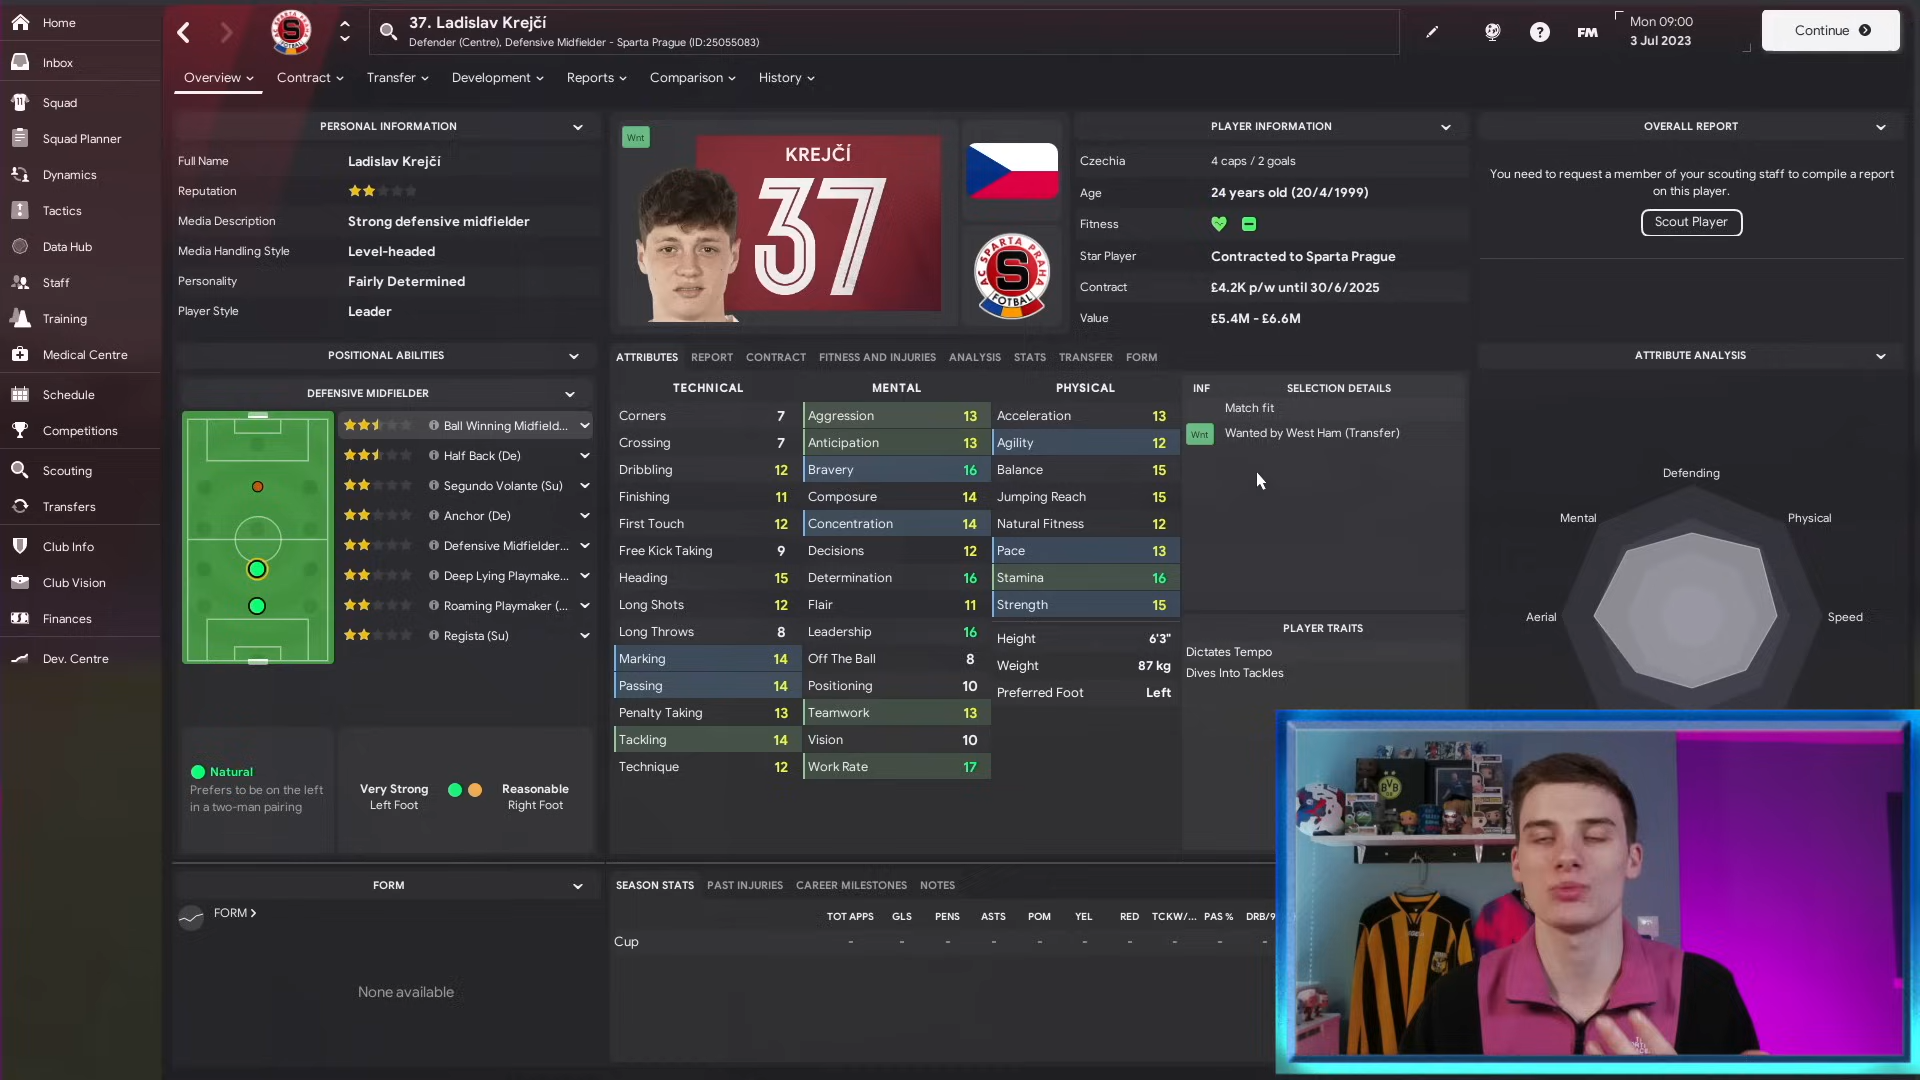 Home
Inbox
Squad
Squad Planner
Dynamics
Tactics
Data Hub
Staff
Training
Medical Centre
Schedule
Competitions
Scouting
Transfers
Club Info
Club Vision
Finances
Dev. Centre
37. Ladislav Krejčí
Defender (Centre), Defensive Midfielder - Sparta Prague (ID:25055083)
FM
Mon 09:00
3 Jul 2023
Continue
Overview Contract Transfer Development Reports Comparison History
PERSONAL INFORMATION
Full Name Ladislav Krejčí
Reputation
Media Description Strong defensive midfielder
Media Handling Style Level-headed
Personality Fairly Determined
Player Style Leader
Wnt
KREJČÍ
37
AC SPARTA PRAHA
S
FOTBAL
PLAYER INFORMATION
Czechia 4 caps / 2 goals
Age 24 years old (20/4/1999)
Fitness
Star Player Contracted to Sparta Prague
Contract £4.2K p/w until 30/6/2025
Value £5.4M - £6.6M
OVERALL REPORT
You need to request a member of your scouting staff to compile a report
on this player.
Scout Player
POSITIONAL ABILITIES
DEFENSIVE MIDFIELDER
Ball Winning Midfield...
Half Back (De)
Segundo Volante (Su)
Anchor (De)
Defensive Midfielder...
Deep Lying Playmake...
Roaming Playmaker (...
Regista (Su)
Natural
Prefers to be on the left
in a two-man pairing
Very Strong
Left Foot
Reasonable
Right Foot
ATTRIBUTES REPORT CONTRACT FITNESS AND INJURIES ANALYSIS STATS TRANSFER FORM
TECHNICAL
Corners 7
Crossing 7
Dribbling 12
Finishing 11
First Touch 12
Free Kick Taking 9
Heading 15
Long Shots 12
Long Throws 8
Marking 14
Passing 14
Penalty Taking 13
Tackling 14
Technique 12
MENTAL
Aggression 13
Anticipation 13
Bravery 16
Composure 14
Concentration 14
Decisions 12
Determination 16
Flair 11
Leadership 16
Off The Ball 8
Positioning 10
Teamwork 13
Vision 10
Work Rate 17
PHYSICAL
Acceleration 13
Agility 12
Balance 15
Jumping Reach 15
Natural Fitness 12
Pace 13
Stamina 16
Strength 15
Height 6'3"
Weight 87 kg
Preferred Foot Left
INF SELECTION DETAILS
Match fit
Wnt Wanted by West Ham (Transfer)
PLAYER TRAITS
Dictates Tempo
Dives Into Tackles
ATTRIBUTE ANALYSIS
Defending
Mental
Physical
Aerial
Speed
FORM
FORM
None available
SEASON STATS PAST INJURIES CAREER MILESTONES NOTES
TOT APPS GLS PENS ASTS POM YEL RED TCKW/... PAS % DRB/9
Cup - - - - - - - - - -
BVB